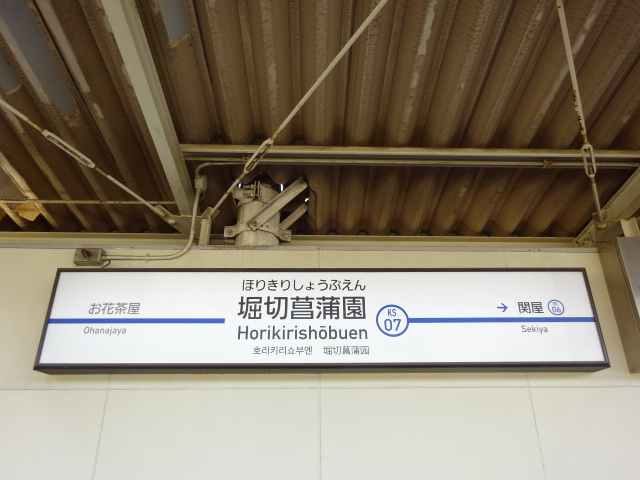 お花茶屋
Ohanajaya
ほりきりしょうぶえん
堀切菖蒲園
Horikirishōbuen
호리키리쇼부엔 堀切菖蒲园
KS
07
→ 関屋
KS
06
Sekiya